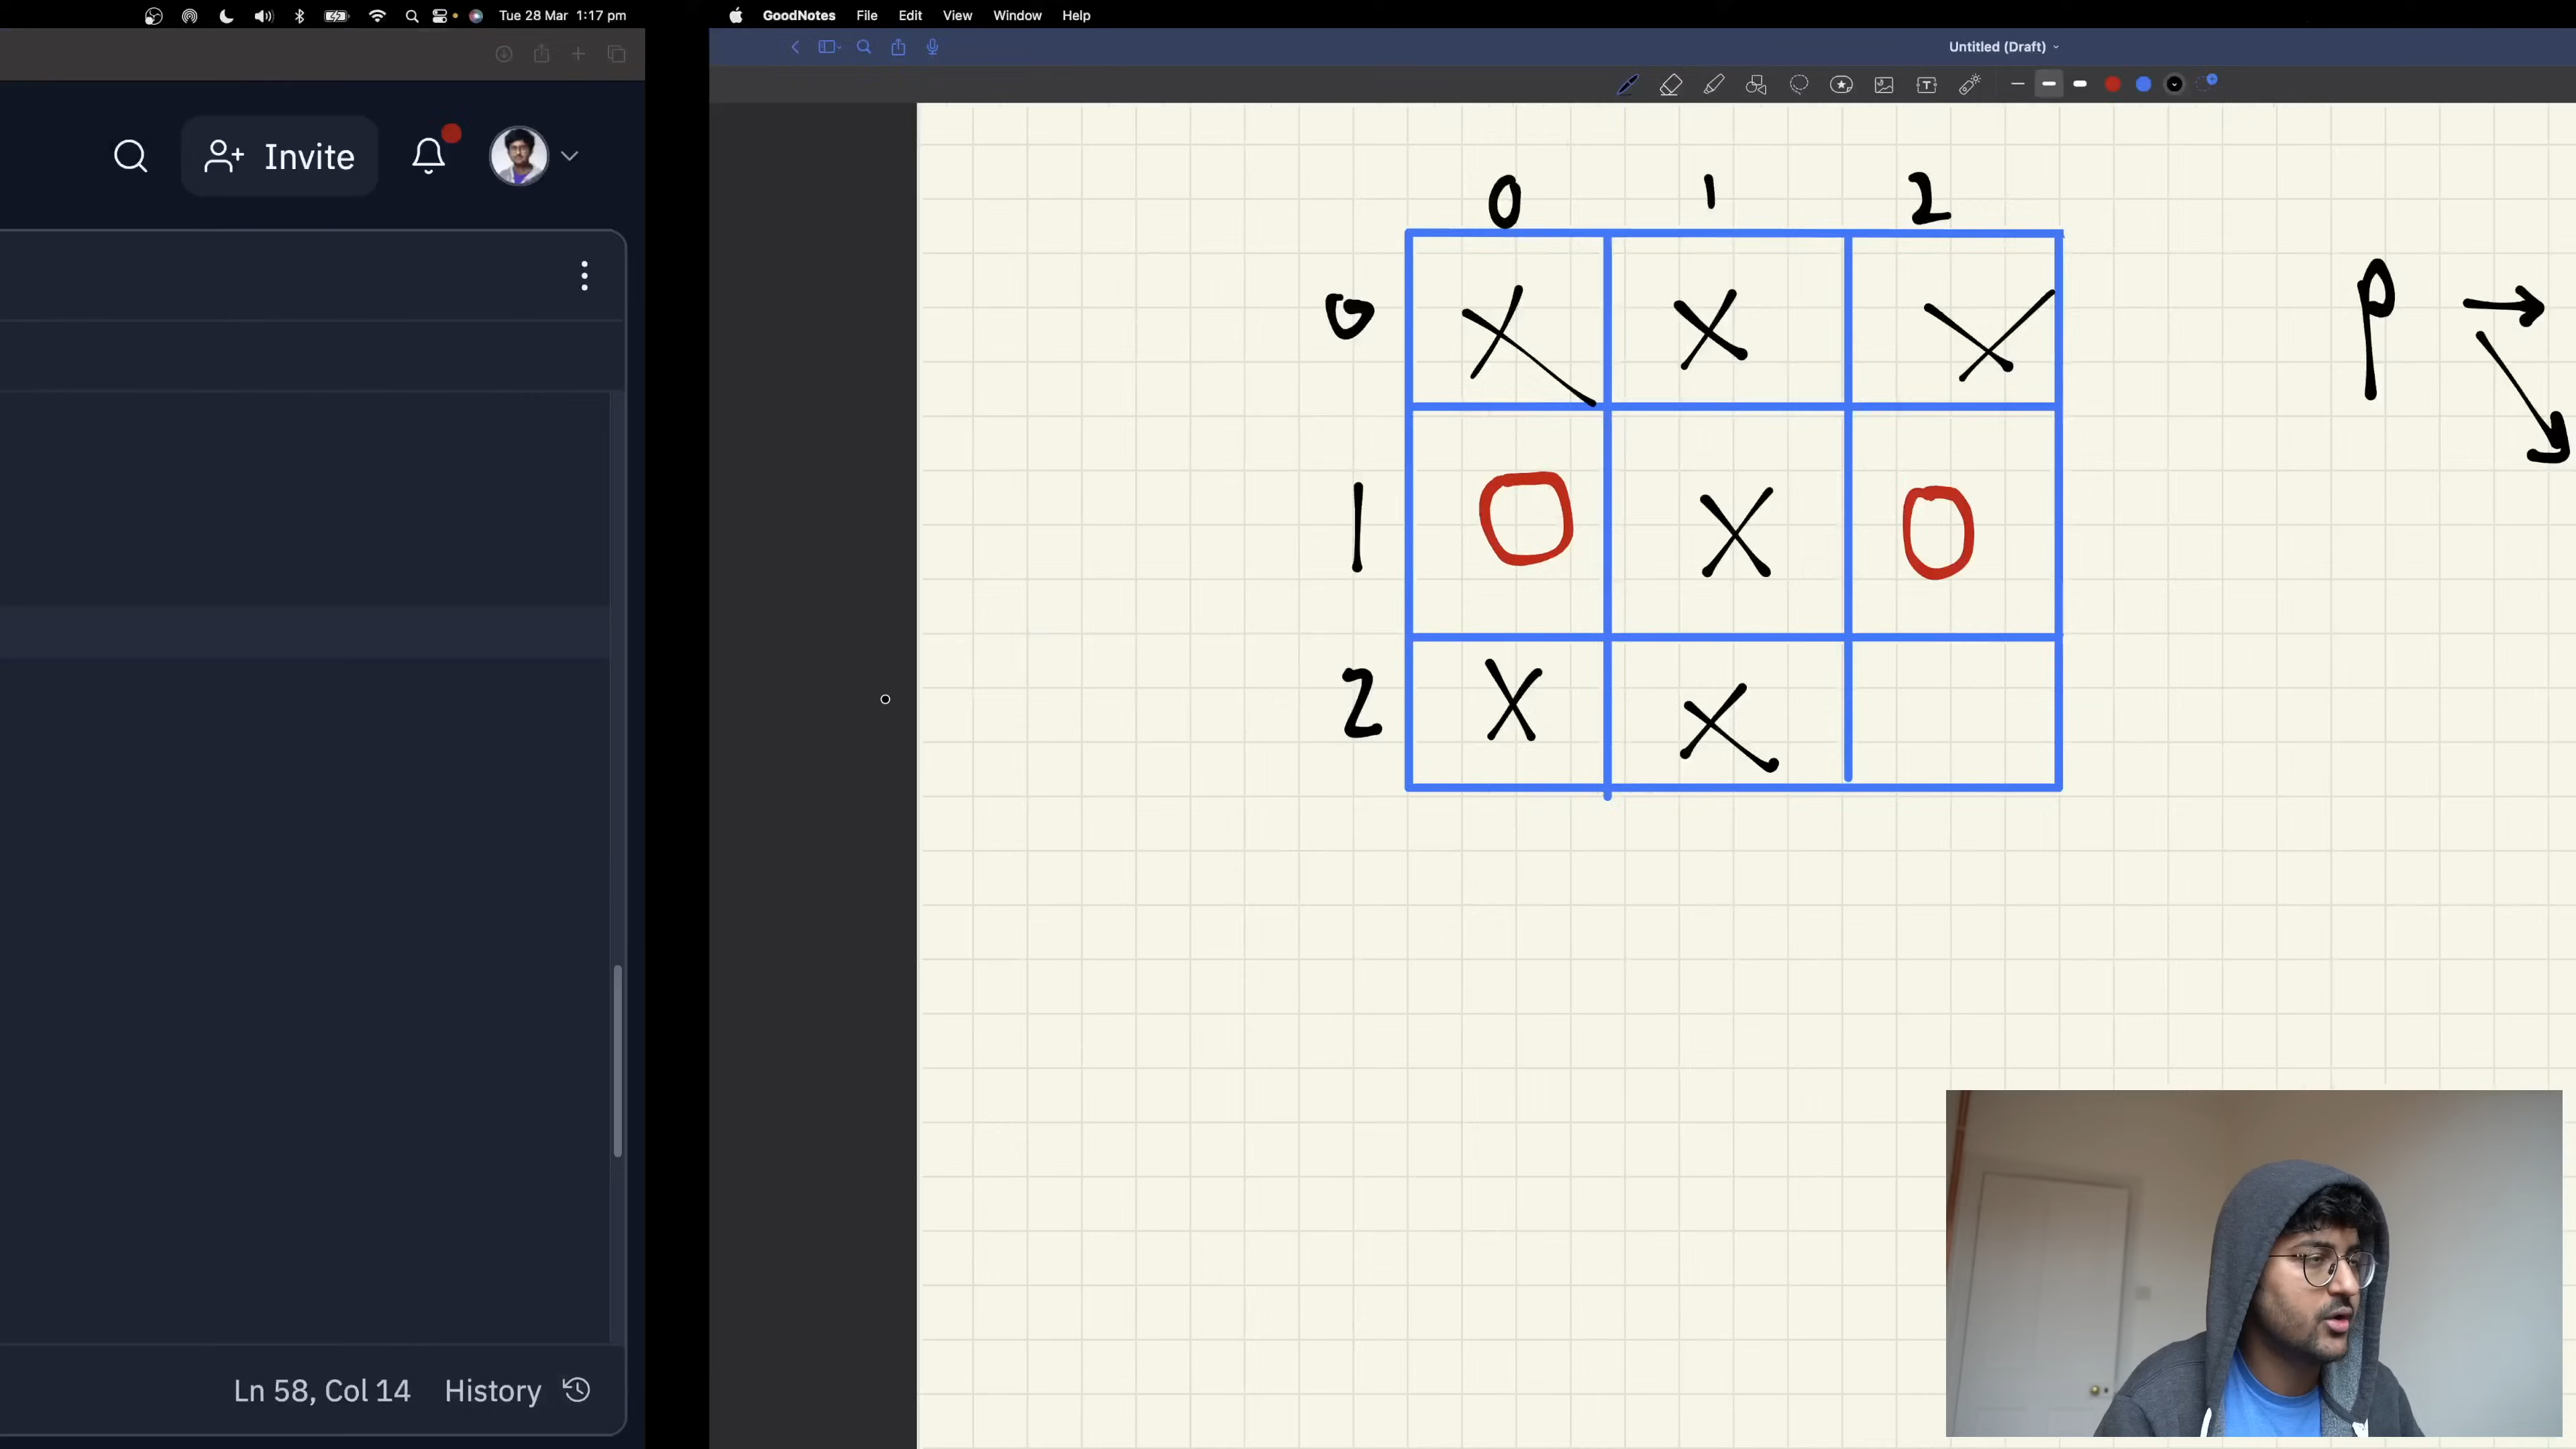 Tue 28 Mar 1:17 pm
GoodNotes File Edit View Window Help
Untitled (Draft)
Invite
0 1 2
0 X X X
1 O X O
2 X X
p
Ln 58, Col 14 History